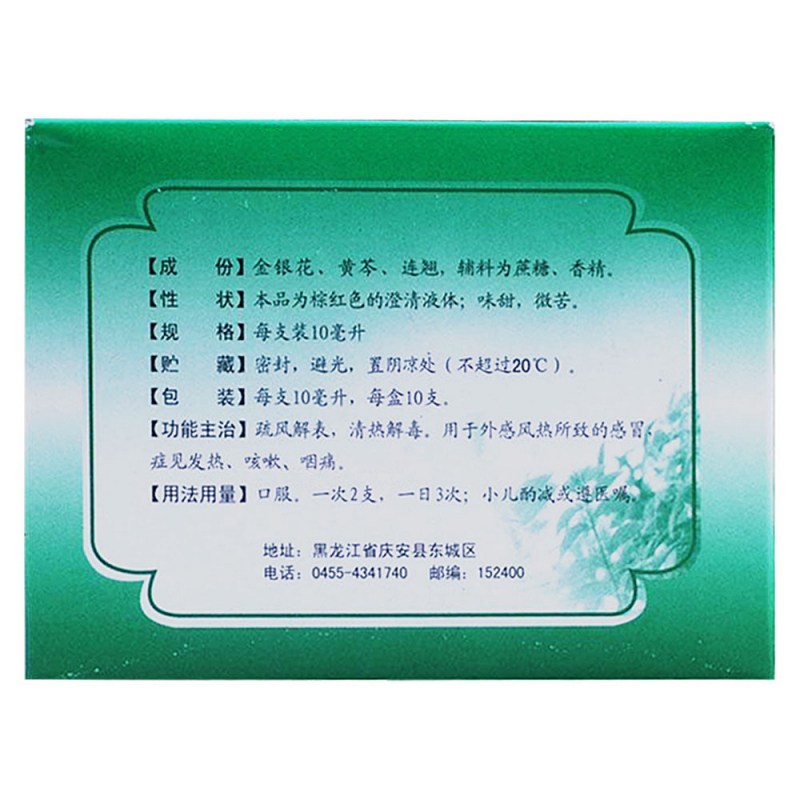 【成　份】金银花、黄芩、连翘，辅料为蔗糖、香精。
【性　状】本品为棕红色的澄清液体；味甜，微苦。
【规　格】每支装10毫升
【贮　藏】密封，避光，置阴凉处（不超过20℃）。
【包　装】每支10毫升，每盒10支。
【功能主治】疏风解表，清热解毒。用于外感风热所致的感冒，
症见发热、咳嗽、咽痛。
【用法用量】口服。一次2支，一日3次；小儿酌减或遵医嘱。
地址：黑龙江省庆安县东城区
电话：0455-4341740　邮编：152400